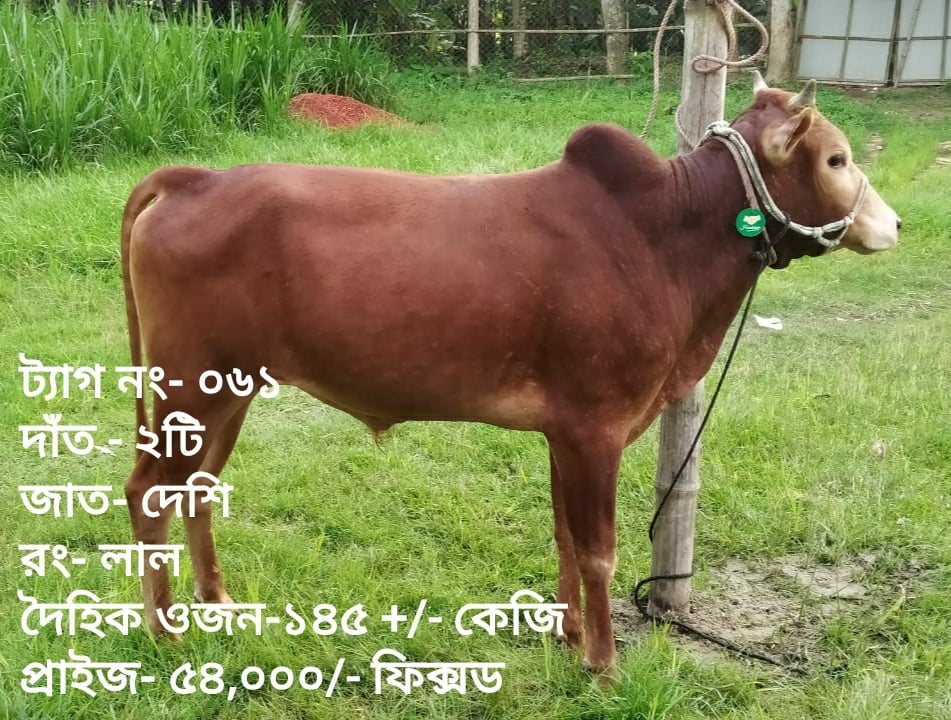 ট্যাগ নং- ০৬১
দাঁত - ২টি
জাত- দেশি
রং- লাল
দৈহিক ওজন-১৪৫ +/- কেজি
প্রাইজ- ৫৪,০০০/- ফিক্সড